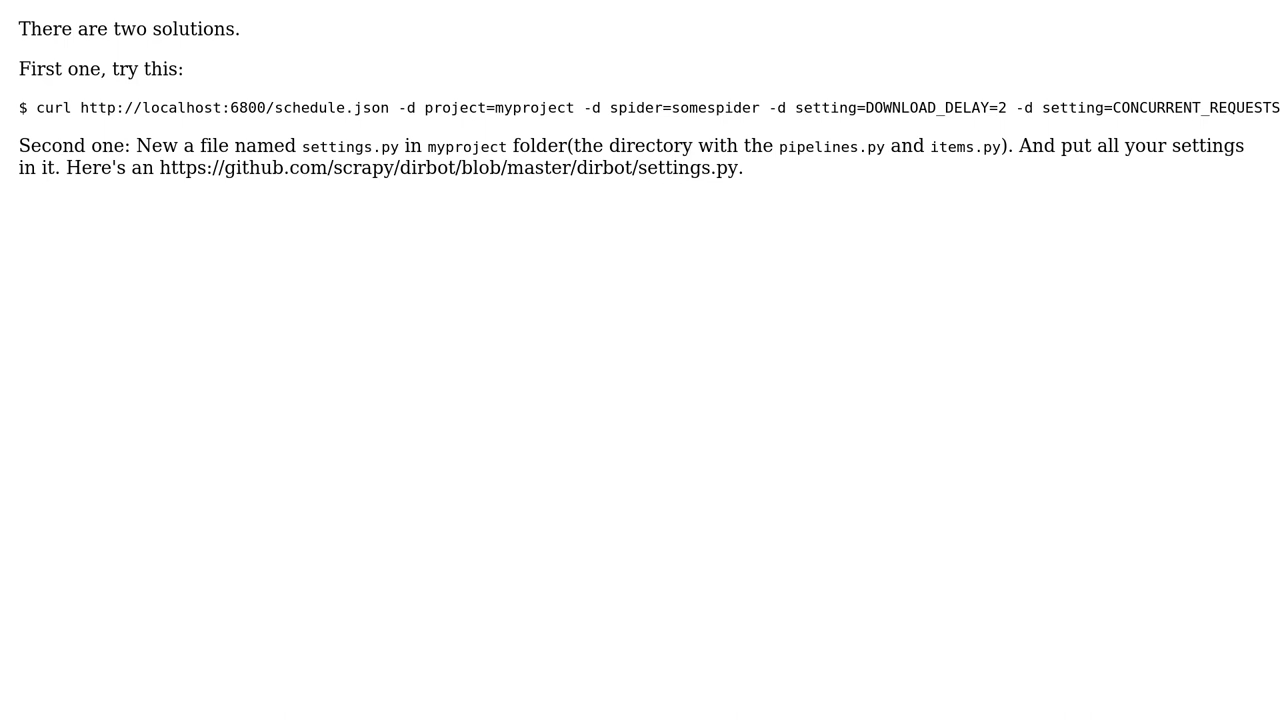 There are two solutions.
First one, try this:
$ curl http://localhost:6800/schedule.json -d project=myproject -d spider=somespider -d setting=DOWNLOAD_DELAY=2 -d setting=CONCURRENT_REQUESTS
Second one: New a file named settings.py in myproject folder(the directory with the pipelines.py and items.py). And put all your settings
in it. Here's an https://github.com/scrapy/dirbot/blob/master/dirbot/settings.py.